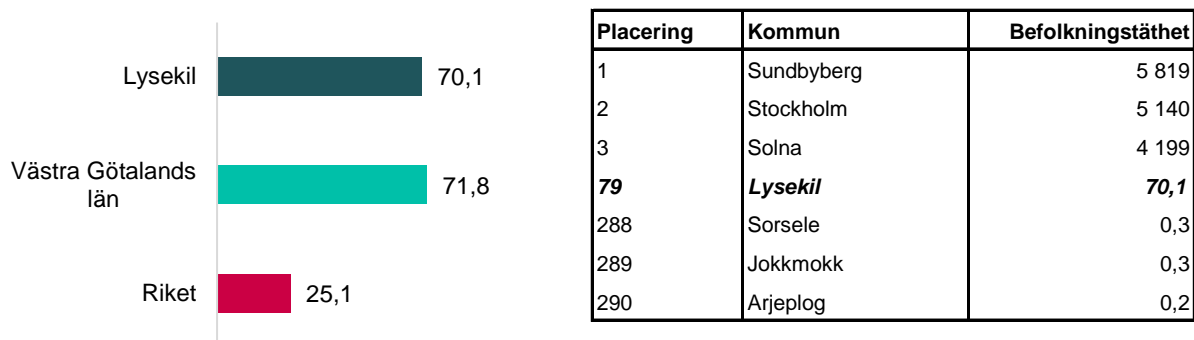 Lysekil
70,1
Västra Götalands
län
71,8
Riket
25,1
Placering Kommun Befolkningstäthet
1 Sundbyberg 5 819
2 Stockholm 5 140
3 Solna 4 199
79 Lysekil 70,1
288 Sorsele 0,3
289 Jokkmokk 0,3
290 Arjeplog 0,2